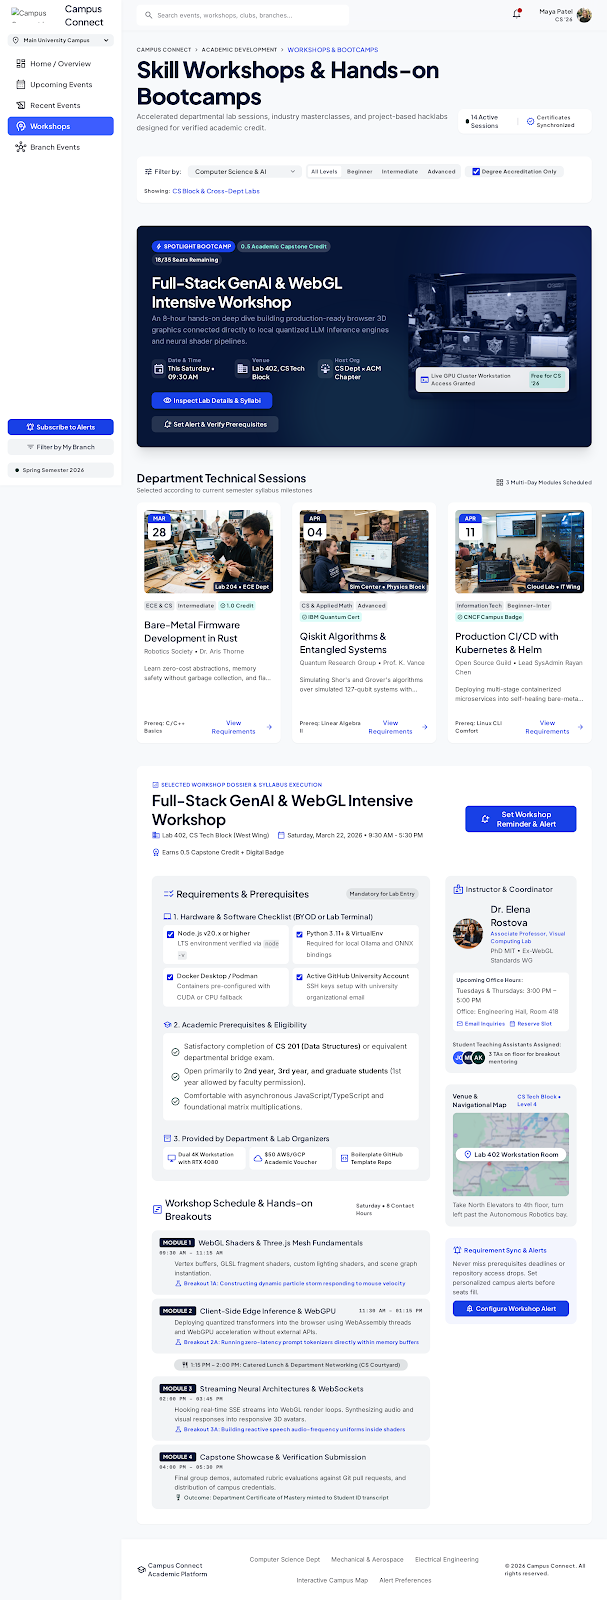 Campus
Campus
Connect
Main University Campus
Home / Overview
Upcoming Events
Recent Events
Workshops
Branch Events
Subscribe to Alerts
Filter by My Branch
Spring Semester 2026
Search events, workshops, clubs, branches...
Maya Patel
CS '26
CAMPUS CONNECT > ACADEMIC DEVELOPMENT > WORKSHOPS & BOOTCAMPS
Skill Workshops & Hands-on
Bootcamps
Accelerated departmental lab sessions, industry masterclasses, and project-based hacklabs
designed for verified academic credit.
14 Active
Sessions
Certificates
Synchronized
Filter by:
Computer Science & AI
All Levels
Beginner
Intermediate
Advanced
Degree Accreditation Only
Showing: CS Block & Cross-Dept Labs
SPOTLIGHT BOOTCAMP
0.5 Academic Capstone Credit
18/35 Seats Remaining
Full-Stack GenAI & WebGL
Intensive Workshop
An 8-hour hands-on deep dive building production-ready browser 3D
graphics connected directly to local quantized LLM inference engines
and neural shader pipelines.
Date & Time
This Saturday •
09:30 AM
Venue
Lab 402, CS Tech
Block
Host Org
CS Dept × ACM
Chapter
Inspect Lab Details & Syllabi
Set Alert & Verify Prerequisites
Live GPU Cluster Workstation
Access Granted
Free for CS
'26
Department Technical Sessions
Selected according to current semester syllabus milestones
3 Multi-Day Modules Scheduled
MAR
28
Lab 204 • ECE Dept
ECE & CS
Intermediate
1.0 Credit
Bare-Metal Firmware
Development in Rust
Robotics Society • Dr. Aris Thorne
Learn zero-cost abstractions, memory
safety without garbage collection, and fla...
Prereq: C/C++
Basics
View
Requirements
APR
04
Sim Center • Physics Block
CS & Applied Math
Advanced
IBM Quantum Cert
Qiskit Algorithms &
Entangled Systems
Quantum Research Group • Prof. K. Vance
Simulating Shor's and Grover's algorithms
over simulated 127-qubit systems with...
Prereq: Linear Algebra
II
View
Requirements
APR
11
Cloud Lab • IT Wing
Information Tech
Beginner-Inter
CNCF Campus Badge
Production CI/CD with
Kubernetes & Helm
Open Source Guild • Lead SysAdmin Rayan
Chen
Deploying multi-stage containerized
microservices into self-healing bare-meta...
Prereq: Linux CLI
Comfort
View
Requirements
SELECTED WORKSHOP DOSSIER & SYLLABUS EXECUTION
Full-Stack GenAI & WebGL Intensive
Workshop
Lab 402, CS Tech Block (West Wing)
Saturday, March 22, 2026 • 9:30 AM - 5:30 PM
Earns 0.5 Capstone Credit + Digital Badge
Set Workshop
Reminder & Alert
Requirements & Prerequisites
Mandatory for Lab Entry
1. Hardware & Software Checklist (BYOD or Lab Terminal)
Node.js v20.x or higher
LTS environment verified via node
-v
Python 3.11+ & VirtualEnv
Required for local Ollama and ONNX
bindings
Docker Desktop / Podman
Containers pre-configured with
CUDA or CPU fallback
Active GitHub University Account
SSH keys setup with university
organizational email
2. Academic Prerequisites & Eligibility
Satisfactory completion of CS 201 (Data Structures) or equivalent
departmental bridge exam.
Open primarily to 2nd year, 3rd year, and graduate students (1st
year allowed by faculty permission).
Comfortable with asynchronous JavaScript/TypeScript and
foundational matrix multiplications.
3. Provided by Department & Lab Organizers
Dual 4K Workstation
with RTX 4080
$50 AWS/GCP
Academic Voucher
Boilerplate GitHub
Template Repo
Workshop Schedule & Hands-on
Breakouts
Saturday • 8 Contact
Hours
MODULE 1 WebGL Shaders & Three.js Mesh Fundamentals
09:30 AM - 11:15 AM
Vertex buffers, GLSL fragment shaders, custom lighting shaders, and scene graph
instantiation.
Breakout 1A: Constructing dynamic particle storm responding to mouse velocity
MODULE 2 Client-Side Edge Inference & WebGPU
11:30 AM - 01:15 PM
Deploying quantized transformers into the browser using WebAssembly threads
and WebGPU acceleration without external APIs.
Breakout 2A: Running zero-latency prompt tokenizers directly within memory buffers
1:15 PM - 2:00 PM: Catered Lunch & Department Networking (CS Courtyard)
MODULE 3 Streaming Neural Architectures & WebSockets
02:00 PM - 03:45 PM
Hooking real-time SSE streams into WebGL render loops. Synthesizing audio and
visual responses into responsive 3D avatars.
Breakout 3A: Building reactive speech audio-frequency uniforms inside shaders
MODULE 4 Capstone Showcase & Verification Submission
04:00 PM - 05:30 PM
Final group demos, automated rubric evaluations against Git pull requests, and
distribution of campus credentials.
Outcome: Department Certificate of Mastery minted to Student ID transcript
Instructor & Coordinator
Dr. Elena
Rostova
Associate Professor, Visual
Computing Lab
PhD MIT • Ex-WebGL
Standards WG
Upcoming Office Hours:
Tuesdays & Thursdays: 3:00 PM –
5:00 PM
Office: Engineering Hall, Room 418
Email Inquiries
Reserve Slot
Student Teaching Assistants Assigned:
AK
3 TAs on floor for breakout
mentoring
Venue &
Navigational Map
CS Tech Block •
Level 4
Lab 402 Workstation Room
Take North Elevators to 4th floor, turn
left past the Autonomous Robotics bay.
Requirement Sync & Alerts
Never miss prerequisites deadlines or
repository access drops. Set
personalized campus alerts before
seats fill.
Configure Workshop Alert
Campus Connect
Academic Platform
Computer Science Dept
Mechanical & Aerospace
Electrical Engineering
Interactive Campus Map
Alert Preferences
© 2026 Campus Connect. All
rights reserved.